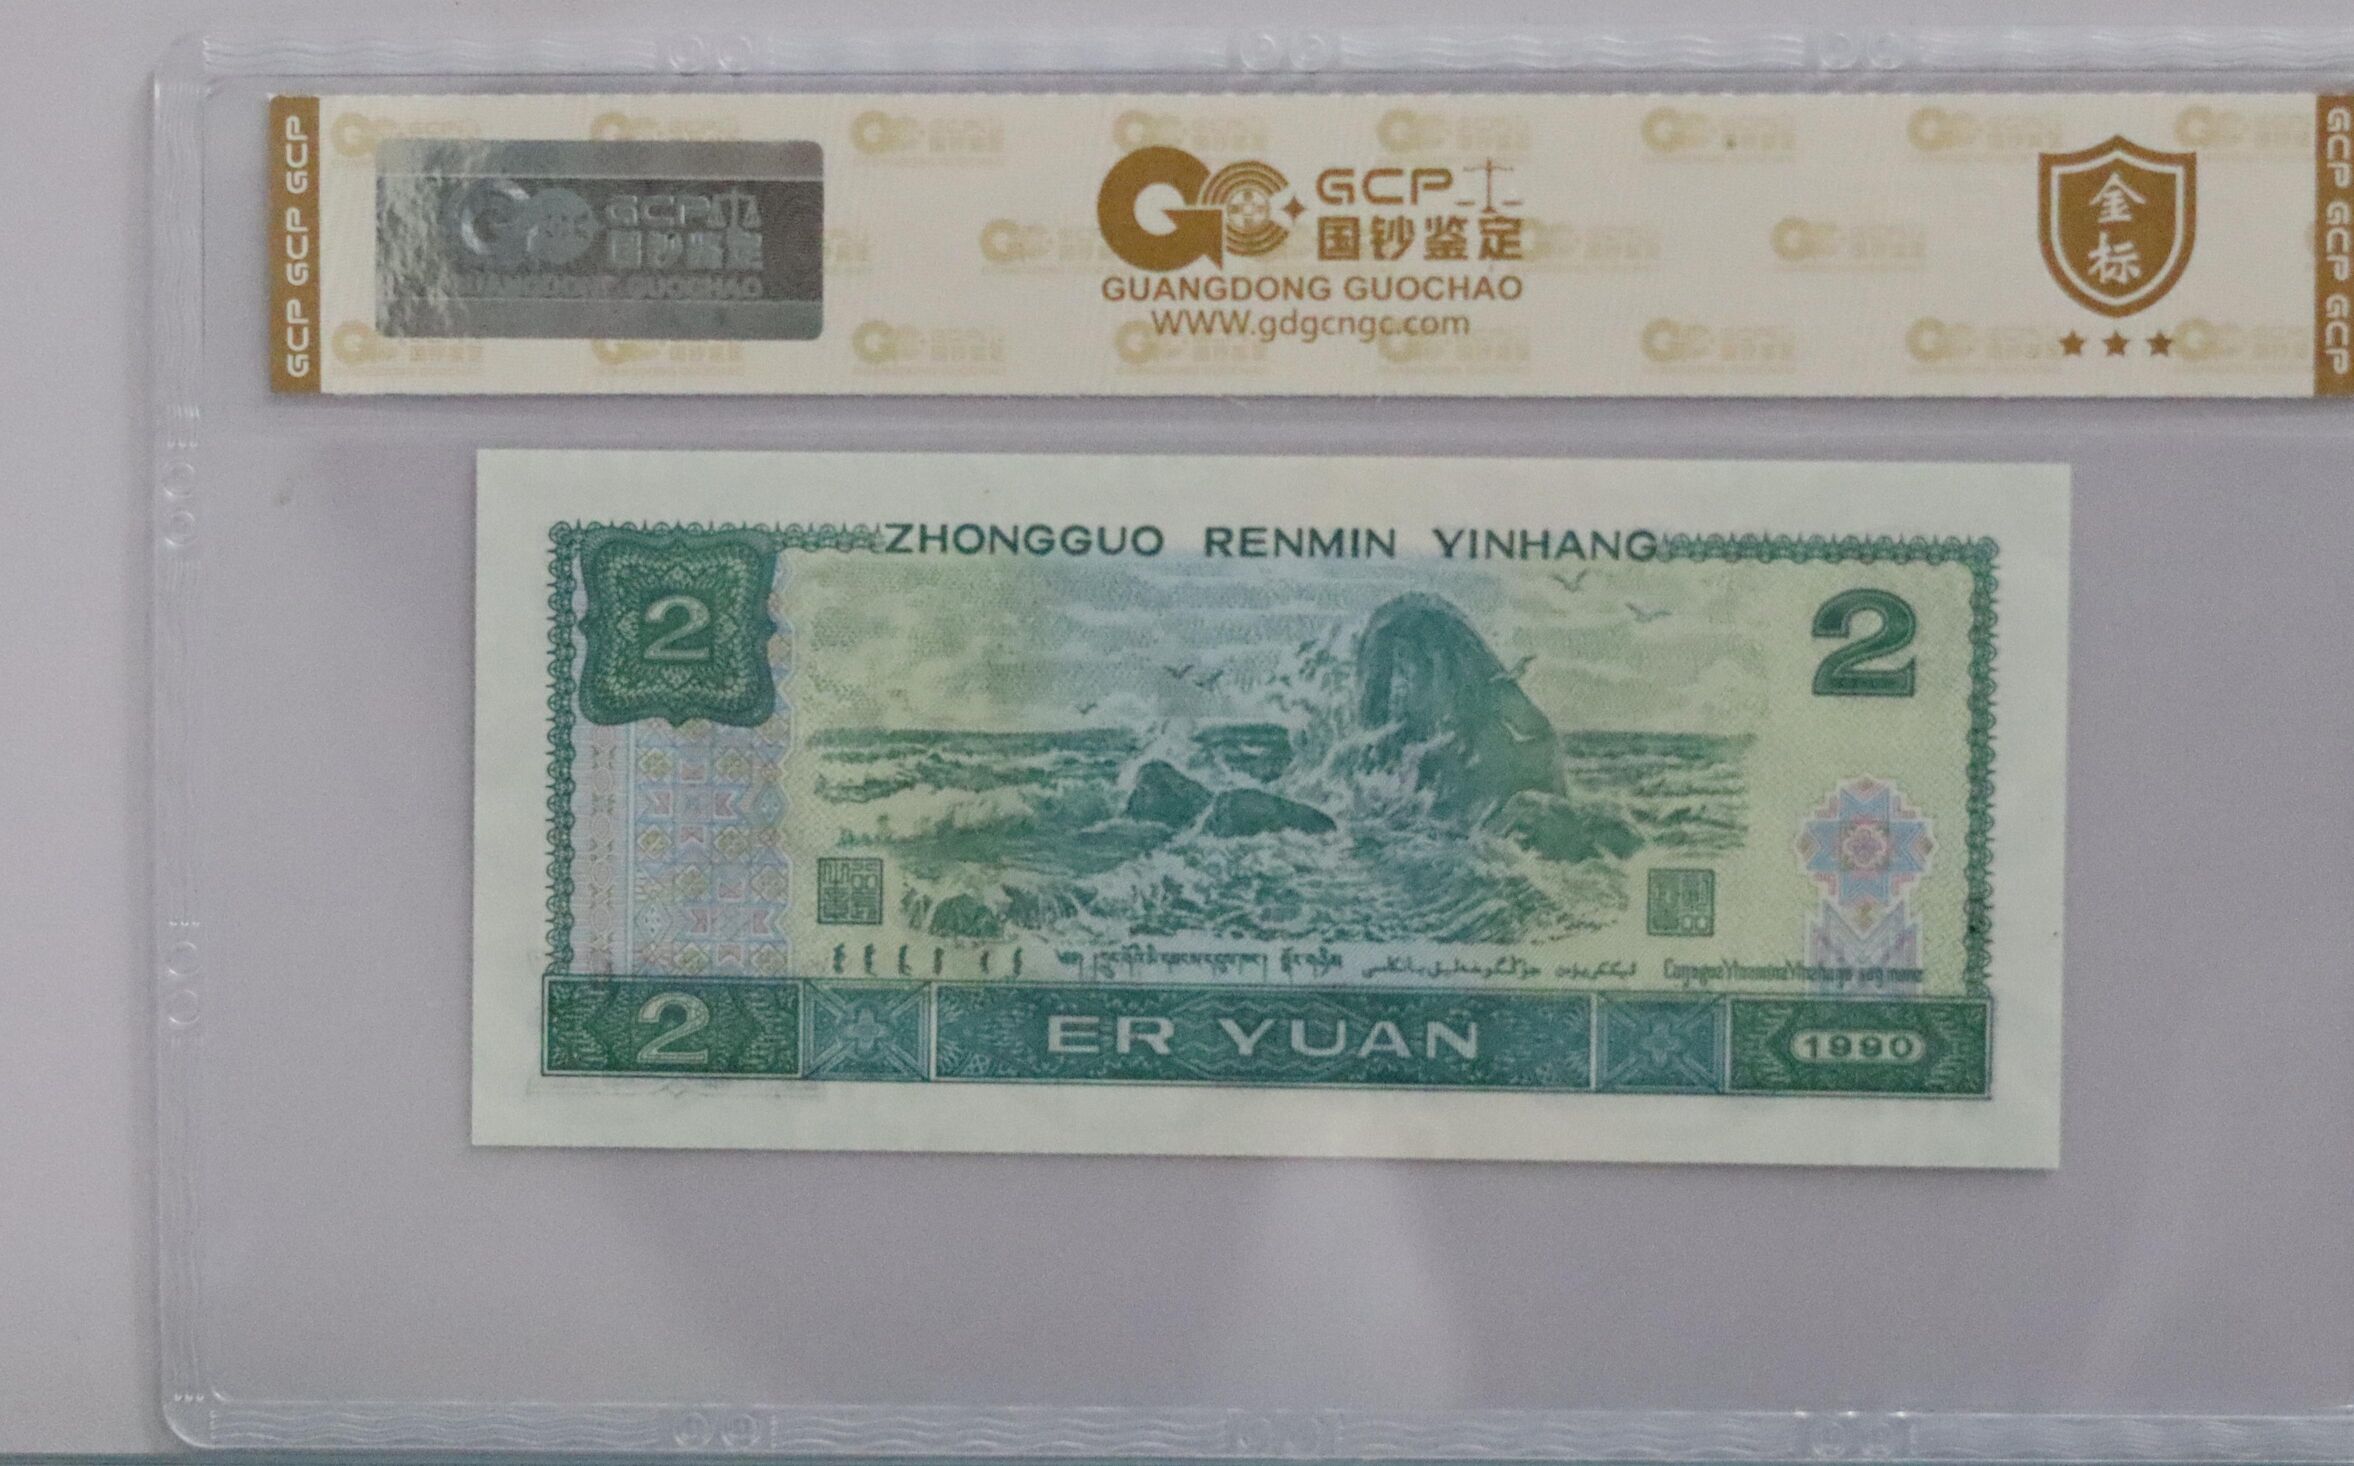 GCP GCP GCP
GCP
国钞鉴定
GUANGDONG GUOCHAO
GCP
国钞鉴定
GUANGDONG GUOCHAO
WWW.gdgcngc.com
金标
GCP GCP GCP
ZHONGGUO RENMIN YINHANG
2
2
2
ER YUAN
1990